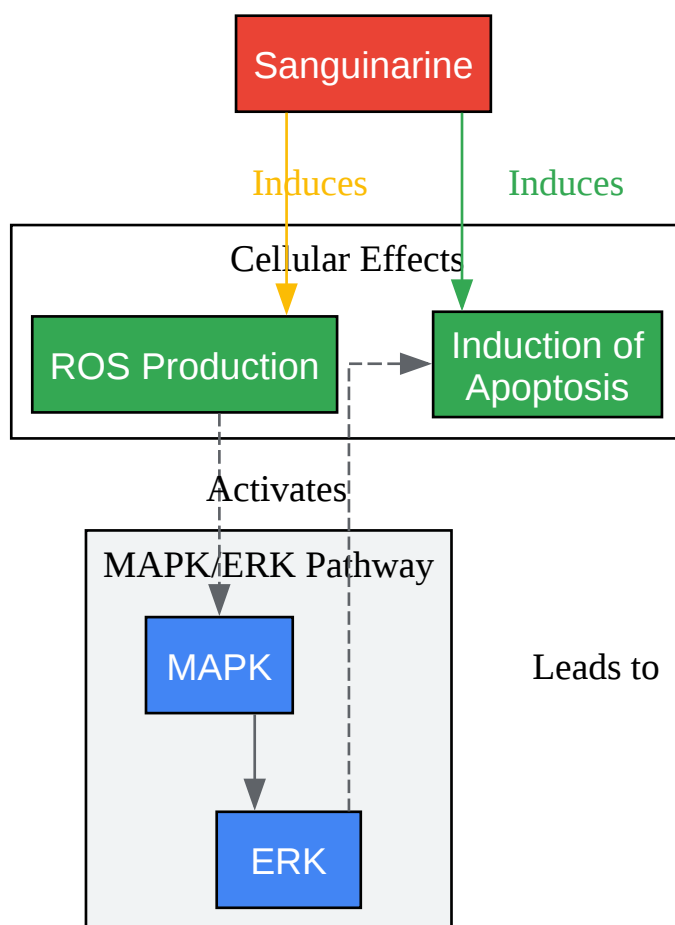 Sanguinarine
Induces
Induces
Cellular Effects
ROS Production
Induction of
Apoptosis
Activates
MAPK/ERK Pathway
MAPK
Leads to
ERK